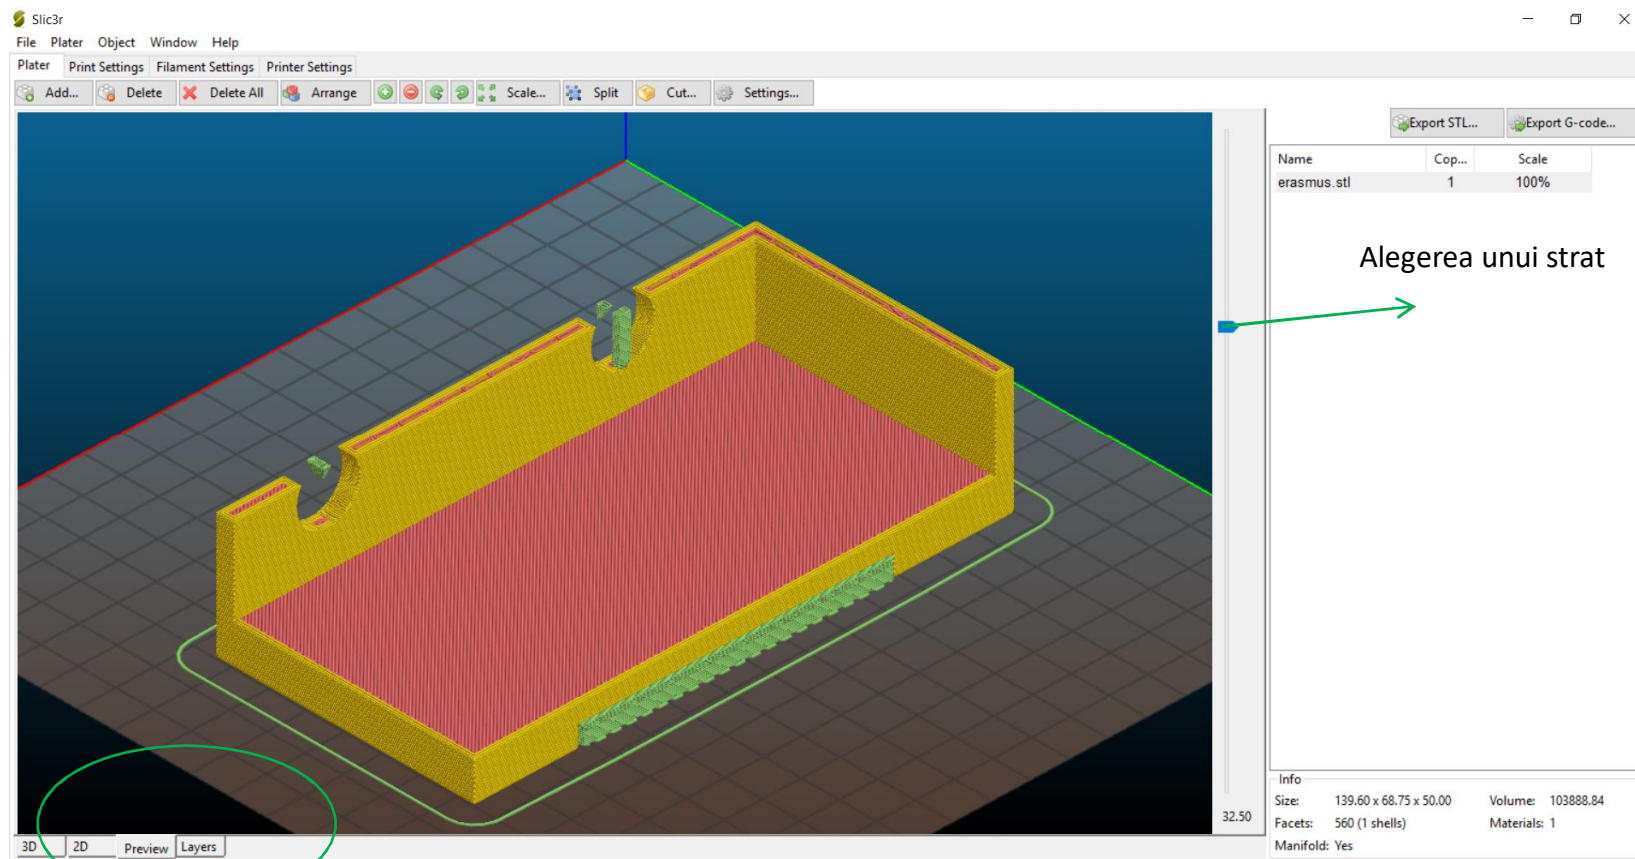 Slic3r
File Plater Object Window Help
Plater Print Settings Filament Settings Printer Settings
Add... Delete Delete All Arrange Scale... Split Cut... Settings...
Export STL... Export G-code...
Name Cop... Scale
erasmus.stl 1 100%
Alegerea unui strat
32.50
Info
Size: 139.60 x 68.75 x 50.00 Volume: 103888.84
Facets: 560 (1 shells) Materials: 1
Manifold: Yes
3D 2D Preview Layers